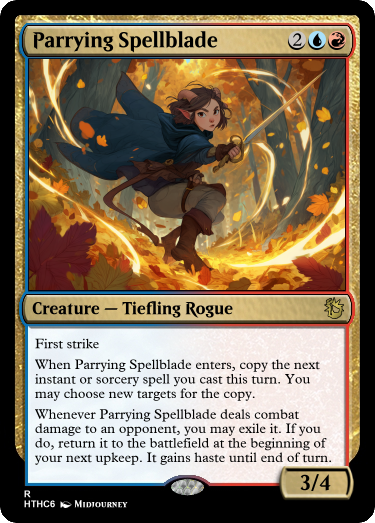 Parrying Spellblade 2
Creature — Tiefling Rogue
First strike
When Parrying Spellblade enters, copy the next
instant or sorcery spell you cast this turn. You
may choose new targets for the copy.
Whenever Parrying Spellblade deals combat
damage to an opponent, you may exile it. If you
do, return it to the battlefield at the beginning of
your next upkeep. It gains haste until end of turn.
3/4
R
HTHC6 Midjourney